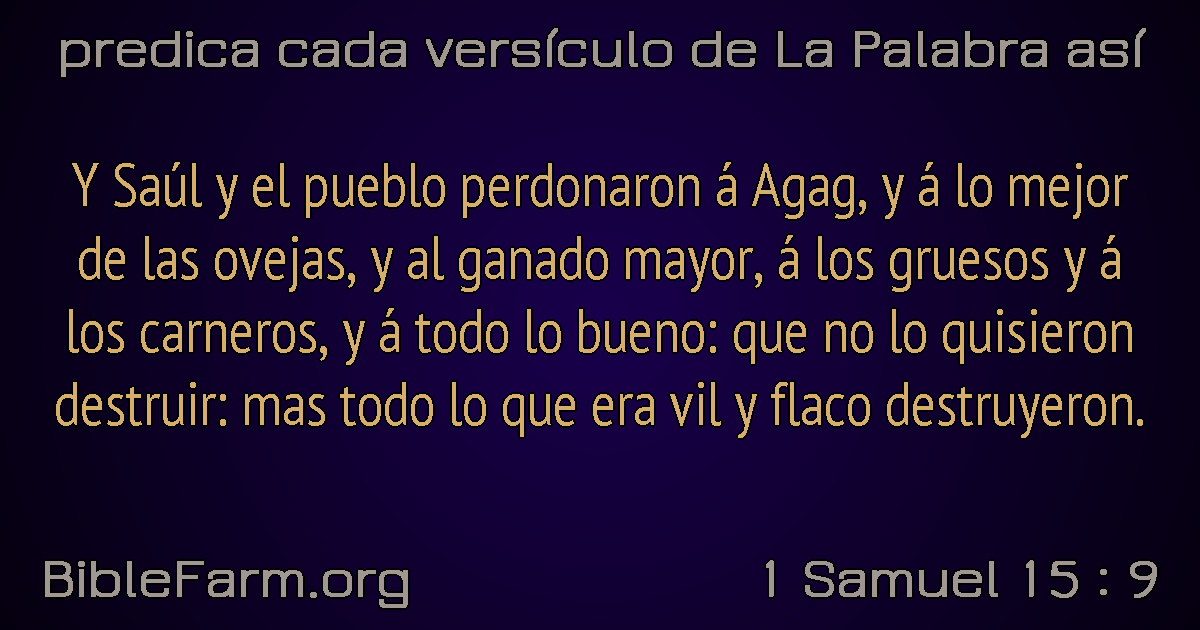 predica cada versículo de La Palabra así
Y Saúl y el pueblo perdonaron á Agag, y á lo mejor
de las ovejas, y al ganado mayor, á los gruesos y á
los carneros, y á todo lo bueno: que no lo quisieron
destruir: mas todo lo que era vil y flaco destruyeron.
BibleFarm.org
1 Samuel 15 : 9